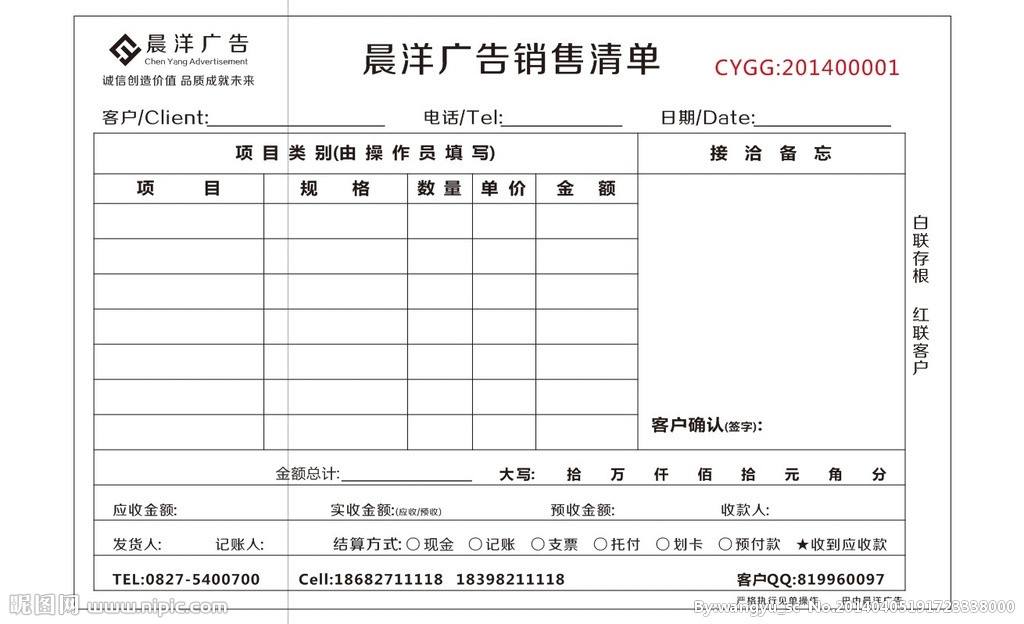 晨洋广告
Chen Yang Advertisement
诚信创造价值 品质成就未来
晨洋广告销售清单
CYGG:201400001
客户/Client: 电话/Tel: 日期/Date:
项目类别(由操作员填写) 接洽备忘
项目 规格 数量 单价 金额
白联存根 红联客户
客户确认(签字):
金额总计: 大写: 拾 万 仟 佰 拾 元 角 分
应收金额: 实收金额:(应收/预收) 预收金额: 收款人:
发货人: 记账人: 结算方式: ○现金 ○记账 ○支票 ○托付 ○划卡 ○预付款 ★收到应收款
TEL:0827-5400700 Cell:18682711118 18398211118 客户QQ:819960097
严格执行见单操作 巴中晨洋广告
昵图网 www.nipic.com
By:wangyu_sc No.20140405191723338000